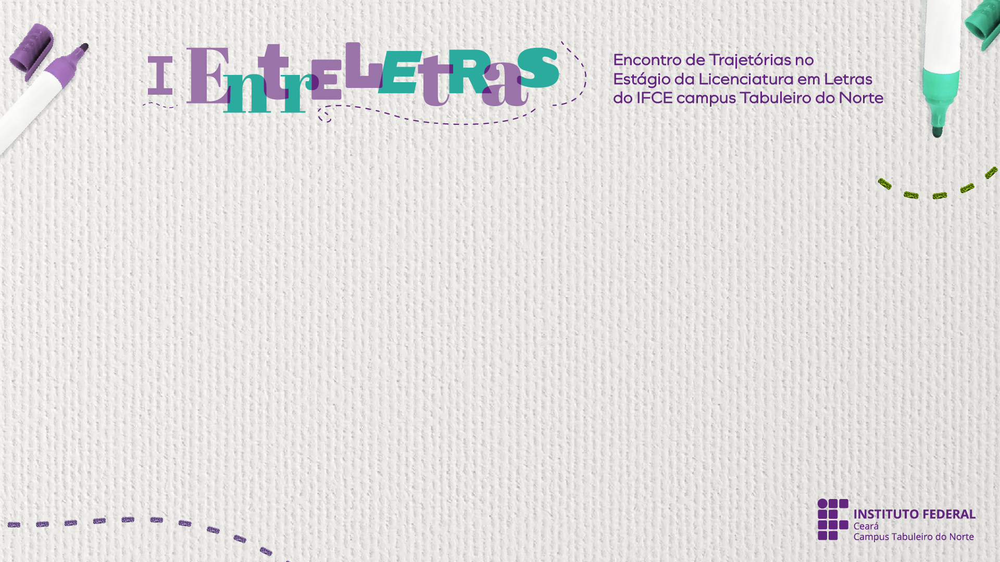 I EntrELEtRaS
Encontro de Trajetórias no
Estágio da Licenciatura em Letras
do IFCE campus Tabuleiro do Norte
INSTITUTO FEDERAL
Ceará
Campus Tabuleiro do Norte